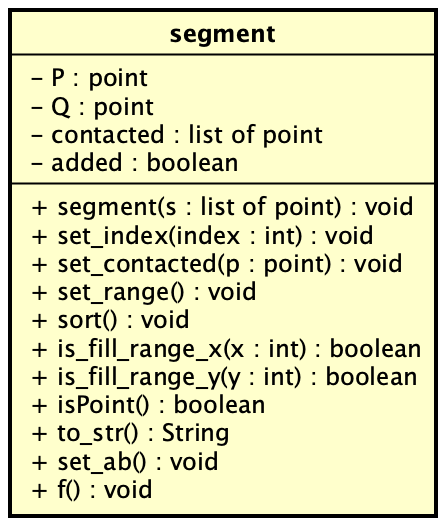 segment
- P : point
- Q : point
- contacted : list of point
- added : boolean
+ segment(s : list of point) : void
+ set_index(index : int) : void
+ set_contacted(p : point) : void
+ set_range() : void
+ sort() : void
+ is_fill_range_x(x : int) : boolean
+ is_fill_range_y(y : int) : boolean
+ isPoint() : boolean
+ to_str() : String
+ set_ab() : void
+ f() : void